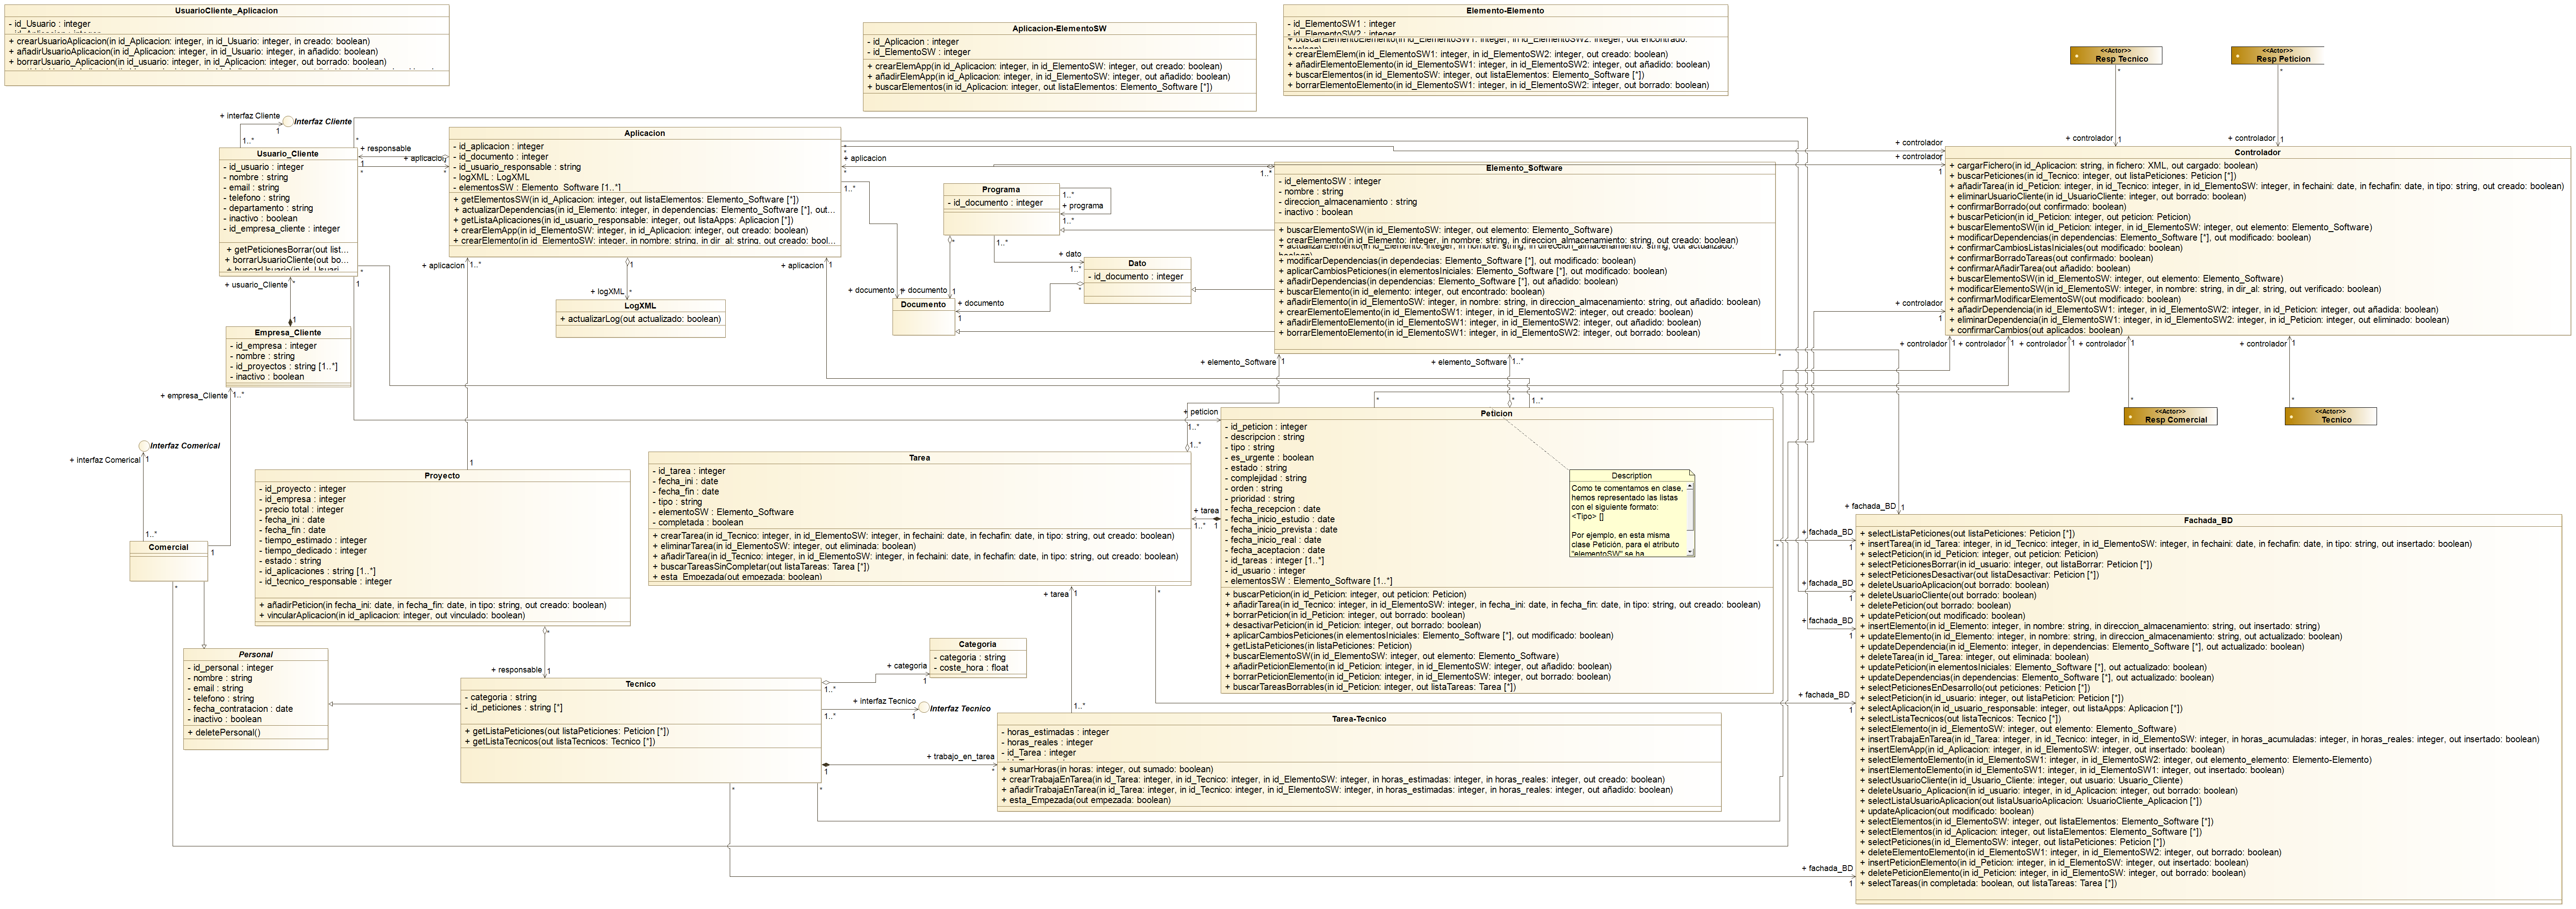 UsuarioCliente_Aplicacion
- id_Usuario : integer
+ crearUsuarioAplicacion(in id_Aplicacion: integer, in id_Usuario: integer, in creado: boolean)
+ añadirUsuarioAplicacion(in id_Aplicacion: integer, in id_Usuario: integer, in añadido: boolean)
+ borrarUsuario_Aplicacion(in id_usuario: integer, in id_Aplicacion: integer, out borrado: boolean)
Aplicacion-ElementoSW
- id_Aplicacion : integer
- id_ElementoSW : integer
+ crearElemApp(in id_Aplicacion: integer, in id_ElementoSW: integer, out creado: boolean)
+ añadirElemApp(in id_Aplicacion: integer, in id_ElementoSW: integer, out añadido: boolean)
+ buscarElementos(in id_Aplicacion: integer, out listaElementos: Elemento_Software [*])
Elemento-Elemento
- id_ElementoSW1 : integer
- id_ElementoSW2 : integer
+ buscarElementoElemento(in id_ElementoSW1: integer, in id_ElementoSW2: integer, out encontrado:
+ crearElemElem(in id_ElementoSW1: integer, in id_ElementoSW2: integer, out creado: boolean)
+ añadirElementoElemento(in id_ElementoSW1: integer, in id_ElementoSW2: integer, out añadido: boolean)
+ buscarElementos(in id_ElementoSW: integer, out listaElementos: Elemento_Software [*])
+ borrarElementoElemento(in id_ElementoSW1: integer, in id_ElementoSW2: integer, out borrado: boolean)
<<Actor>>
Resp Tecnico
<<Actor>>
Resp Peticion
+ interfaz Cliente
Interfaz Cliente
Usuario_Cliente
- id_usuario : integer
- nombre : string
- email : string
- telefono : string
- departamento : string
- inactivo : boolean
- id_empresa_cliente : integer
+ getPeticionesBorrar(out list...
+ borrarUsuarioCliente(out bo...
+ buscarUsuario(in id_Usuari...
+ responsable
+ aplicacion
Aplicacion
- id_aplicacion : integer
- id_documento : integer
- id_usuario_responsable : string
- logXML : LogXML
- elementosSW : Elemento_Software [1..*]
+ getElementosSW(in id_Aplicacion: integer, out listaElementos: Elemento_Software [*])
+ actualizarDependencias(in id_Elemento: integer, in dependencias: Elemento_Software [*], out...
+ getListaAplicaciones(in id_usuario_responsable: integer, out listaApps: Aplicacion [*])
+ crearElemApp(in id_ElementoSW: integer, in id_Aplicacion: integer, out creado: boolean)
+ crearElemento(in id_ElementoSW: integer, in nombre: string, in dir_al: string, out creado: bool...
+ aplicacion
Programa
- id_documento : integer
+ programa
+ dato
Dato
- id_documento : integer
+ documento
+ documento
+ documento
Documento
+ logXML
LogXML
+ actualizarLog(out actualizado: boolean)
Elemento_Software
- id_elementoSW : integer
- nombre : string
- direccion_almacenamiento : string
- inactivo : boolean
+ buscarElementoSW(in id_ElementoSW: integer, out elemento: Elemento_Software)
+ crearElemento(in id_Elemento: integer, in nombre: string, in direccion_almacenamiento: string, out creado: boolean)
+ modificarDependencias(in dependecias: Elemento_Software [*], out modificado: boolean)
+ aplicarCambiosPeticiones(in elementosIniciales: Elemento_Software [*], out modificado: boolean)
+ añadirDependencias(in dependencias: Elemento_Software [*], out añadido: boolean)
+ buscarElemento(in id_elemento: integer, out encontrado: boolean)
+ añadirElemento(in id_ElementoSW: integer, in nombre: string, in direccion_almacenamiento: string, out añadido: boolean)
+ crearElementoElemento(in id_ElementoSW1: integer, in id_ElementoSW2: integer, out creado: boolean)
+ añadirElementoElemento(in id_ElementoSW1: integer, in id_ElementoSW2: integer, out añadido: boolean)
+ borrarElementoElemento(in id_ElementoSW1: integer, in id_ElementoSW2: integer, out borrado: boolean)
+ controlador
+ controlador
+ controlador
+ controlador
Controlador
+ cargarFichero(in id_Aplicacion: string, in fichero: XML, out cargado: boolean)
+ buscarPeticiones(in id_Tecnico: integer, out listaPeticiones: Peticion [*])
+ añadirTarea(in id_Peticion: integer, in id_Tecnico: integer, in id_ElementoSW: integer, in fechaini: date, in fechafin: date, in tipo: string, out creado: boolean)
+ eliminarUsuarioCliente(in id_UsuarioCliente: integer, out borrado: boolean)
+ confirmarBorrado(out confirmado: boolean)
+ buscarPeticion(in id_Peticion: integer, out peticion: Peticion)
+ buscarElementoSW(in id_Peticion: integer, in id_ElementoSW: integer, out elemento: Elemento_Software)
+ modificarDependencias(in dependencias: Elemento_Software [*], out modificado: boolean)
+ confirmarCambiosListasIniciales(out modificado: boolean)
+ confirmarBorradoTareas(out confirmado: boolean)
+ confirmarAñadirTarea(out añadido: boolean)
+ buscarElementoSW(in id_ElementoSW: integer, out elemento: Elemento_Software)
+ modificarElementoSW(in id_ElementoSW: integer, in nombre: string, in dir_al: string, out verificado: boolean)
+ confirmarModificarElementoSW(out modificado: boolean)
+ añadirDependencia(in id_ElementoSW1: integer, in id_ElementoSW2: integer, in id_Peticion: integer, out añadida: boolean)
+ eliminarDependencia(in id_ElementoSW1: integer, in id_ElementoSW2: integer, in id_Peticion: integer, out eliminado: boolean)
+ confirmarCambios(out aplicados: boolean)
+ controlador
+ controlador
+ controlador
+ controlador
+ controlador
+ controlador
<<Actor>>
Resp Comercial
<<Actor>>
Tecnico
+ usuario_Cliente
Empresa_Cliente
- id_empresa : integer
- nombre : string
- id_proyectos : string [1..*]
- inactivo : boolean
+ empresa_Cliente
+ aplicacion
+ aplicacion
+ elemento_Software
+ elemento_Software
Interfaz Comerical
+ interfaz Comerical
Comercial
Proyecto
- id_proyecto : integer
- id_empresa : integer
- precio total : integer
- fecha_ini : date
- fecha_fin : date
- tiempo_estimado : integer
- tiempo_dedicado : integer
- estado : string
- id_aplicaciones : string [1..*]
- id_tecnico_responsable : integer
+ añadirPeticion(in fecha_ini: date, in fecha_fin: date, in tipo: string, out creado: boolean)
+ vincularAplicacion(in id_aplicacion: integer, out vinculado: boolean)
+ responsable
Tarea
- id_tarea : integer
- fecha_ini : date
- fecha_fin : date
- tipo : string
- elementoSW : Elemento_Software
- completada : boolean
+ crearTarea(in id_Tecnico: integer, in id_ElementoSW: integer, in fechaini: date, in fechafin: date, in tipo: string, out creado: boolean)
+ eliminarTarea(in id_ElementoSW: integer, out eliminada: boolean)
+ añadirTarea(in id_Tecnico: integer, in id_ElementoSW: integer, in fechaini: date, in fechafin: date, in tipo: string, out creado: boolean)
+ buscarTareasSinCompletar(out listaTareas: Tarea [*])
+ esta_Empezada(out empezada: boolean)
+ tarea
+ tarea
+ peticion
Peticion
- id_peticion : integer
- descripcion : string
- tipo : string
- es_urgente : boolean
- estado : string
- complejidad : string
- orden : string
- prioridad : string
- fecha_recepcion : date
- fecha_inicio_estudio : date
- fecha_inicio_prevista : date
- fecha_inicio_real : date
- fecha_aceptacion : date
- id_tareas : integer [1..*]
- id_usuario : integer
- elementosSW : Elemento_Software [1..*]
+ buscarPeticion(in id_Peticion: integer, out peticion: Peticion)
+ añadirTarea(in id_Tecnico: integer, in id_ElementoSW: integer, in fecha_ini: date, in fecha_fin: date, in tipo: string, out creado: boolean)
+ borrarPeticion(in id_Peticion: integer, out borrado: boolean)
+ desactivarPeticion(in id_Peticion: integer, out borrado: boolean)
+ aplicarCambiosPeticiones(in elementosIniciales: Elemento_Software [*], out modificado: boolean)
+ getListaPeticiones(in listaPeticiones: Peticion)
+ buscarElementoSW(in id_ElementoSW: integer, out elemento: Elemento_Software)
+ añadirPeticionElemento(in id_Peticion: integer, in id_ElementoSW: integer, out añadido: boolean)
+ borrarPeticionElemento(in id_Peticion: integer, in id_ElementoSW: integer, out borrado: boolean)
+ buscarTareasBorrables(in id_Peticion: integer, out listaTareas: Tarea [*])
Description
Como te comentamos en clase,
hemos representado las listas
con el siguiente formato:
<Tipo> []
Por ejemplo, en esta misma
clase Petición, para el atributo
"elementoSW" se ha
Personal
- id_personal : integer
- nombre : string
- email : string
- telefono : string
- fecha_contratacion : date
- inactivo : boolean
+ deletePersonal()
Tecnico
- categoria : string
- id_peticiones : string [*]
+ getListaPeticiones(out listaPeticiones: Peticion [*])
+ getListaTecnicos(out listaTecnicos: Tecnico [*])
+ categoria
Categoria
- categoria : string
- coste_hora : float
+ interfaz Tecnico
Interfaz Tecnico
+ trabajo_en_tarea
Tarea-Tecnico
- horas_estimadas : integer
- horas_reales : integer
- id_Tarea : integer
+ sumarHoras(in horas: integer, out sumado: boolean)
+ crearTrabajaEnTarea(in id_Tarea: integer, in id_Tecnico: integer, in id_ElementoSW: integer, in horas_estimadas: integer, in horas_reales: integer, out creado: boolean)
+ añadirTrabajaEnTarea(in id_Tarea: integer, in id_Tecnico: integer, in id_ElementoSW: integer, in horas_estimadas: integer, in horas_reales: integer, out añadido: boolean)
+ esta_Empezada(out empezada: boolean)
+ fachada_BD
+ fachada_BD
+ fachada_BD
+ fachada_BD
+ fachada_BD
+ fachada_BD
Fachada_BD
+ selectListaPeticiones(out listaPeticiones: Peticion [*])
+ insertTarea(in id_Tarea: integer, in id_Tecnico: integer, in id_ElementoSW: integer, in fechaini: date, in fechafin: date, in tipo: string, out insertado: boolean)
+ selectPeticion(in id_Peticion: integer, out peticion: Peticion)
+ selectPeticionesBorrar(in id_usuario: integer, out listaBorrar: Peticion [*])
+ selectPeticionesDesactivar(out listaDesactivar: Peticion [*])
+ deleteUsuarioAplicacion(out borrado: boolean)
+ deleteUsuarioCliente(out borrado: boolean)
+ deletePeticion(out borrado: boolean)
+ updatePeticion(out modificado: boolean)
+ insertElemento(in id_Elemento: integer, in nombre: string, in direccion_almacenamiento: string, out insertado: string)
+ updateElemento(in id_Elemento: integer, in nombre: string, in direccion_almacenamiento: string, out actualizado: boolean)
+ updateDependencia(in id_Elemento: integer, in dependencias: Elemento_Software [*], out actualizado: boolean)
+ deleteTarea(in id_Tarea: integer, out eliminada: boolean)
+ updatePeticion(in elementosIniciales: Elemento_Software [*], out actualizado: boolean)
+ updateDependencias(in dependencias: Elemento_Software [*], out actualizado: boolean)
+ selectPeticionesEnDesarrollo(out peticiones: Peticion [*])
+ selectPeticion(in id_usuario: integer, out listaPeticion: Peticion [*])
+ selectAplicacion(in id_usuario_responsable: integer, out listaApps: Aplicacion [*])
+ selectListaTecnicos(out listaTecnicos: Tecnico [*])
+ selectElemento(in id_ElementoSW: integer, out elemento: Elemento_Software)
+ insertTrabajaEnTarea(in id_Tarea: integer, in id_Tecnico: integer, in id_ElementoSW: integer, in horas_acumuladas: integer, in horas_reales: integer, out insertado: boolean)
+ insertElemApp(in id_Aplicacion: integer, in id_ElementoSW: integer, out insertado: boolean)
+ selectElementoElemento(in id_ElementoSW1: integer, in id_ElementoSW2: integer, out elemento_elemento: Elemento-Elemento)
+ insertElementoElemento(in id_ElementoSW1: integer, in id_ElementoSW1: integer, out insertado: boolean)
+ selectUsuarioCliente(in id_Usuario_Cliente: integer, out usuario: Usuario_Cliente)
+ deleteUsuario_Aplicacion(in id_usuario: integer, in id_Aplicacion: integer, out borrado: boolean)
+ selectListaUsuarioAplicacion(out listaUsuarioAplicacion: UsuarioCliente_Aplicacion [*])
+ updateAplicacion(out modificado: boolean)
+ selectElementos(in id_ElementoSW: integer, out listaElementos: Elemento_Software [*])
+ selectElementos(in id_Aplicacion: integer, out listaElementos: Elemento_Software [*])
+ selectPeticiones(in id_ElementoSW: integer, out listaPeticiones: Peticion [*])
+ deleteElementoElemento(in id_ElementoSW1: integer, in id_ElementoSW2: integer, out borrado: boolean)
+ insertPeticionElemento(in id_Peticion: integer, in id_ElementoSW: integer, out insertado: boolean)
+ deletePeticionElemento(in id_Peticion: integer, in id_ElementoSW: integer, out borrado: boolean)
+ selectTareas(in completada: boolean, out listaTareas: Tarea [*])